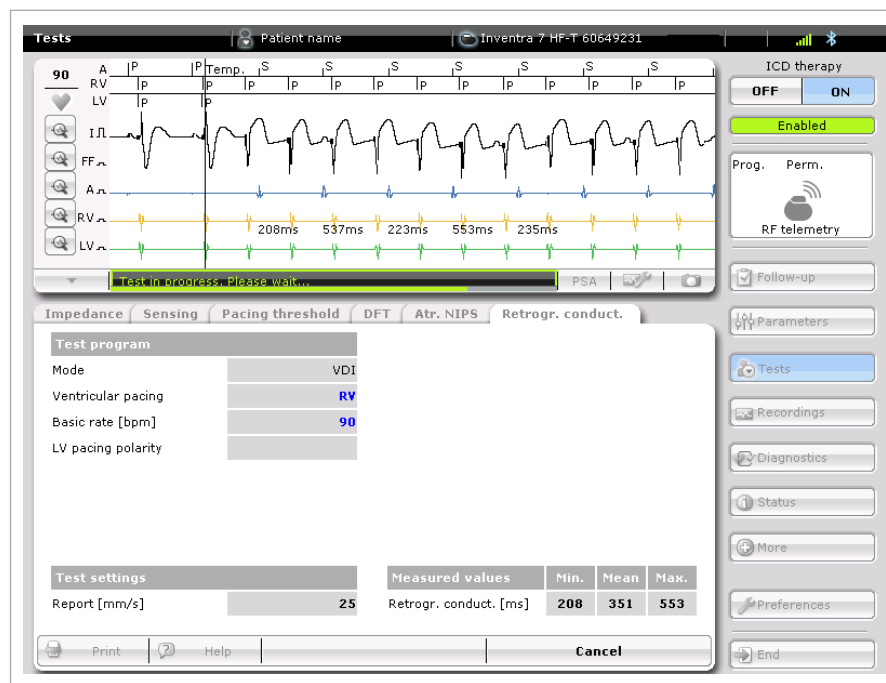 Tests Patient name Inventra 7 HF-T 60649231
90 A P P Temp. S S S S S S S
RV P P P P P P P P P P
LV P P
I
FF
A
RV 208ms 537ms 223ms 553ms 235ms
LV
Test in progress. Please wait... PSA
ICD therapy
OFF ON
Enabled
Prog. Perm.
RF telemetry
Follow-up
Parameters
Tests
Recordings
Diagnostics
Status
More
Preferences
End
Impedance Sensing Pacing threshold DFT Atr. NIPS Retrogr. conduct.
Test program
Mode VDI
Ventricular pacing RV
Basic rate [bpm] 90
LV pacing polarity
Test settings Measured values Min. Mean Max.
Report [mm/s] 25 Retrogr. conduct. [ms] 208 351 553
Print Help Cancel